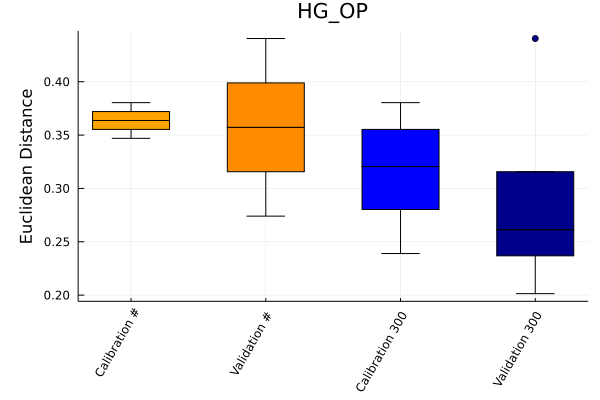 HG_OP
Euclidean Distance
0.40
0.35
0.30
0.25
0.20
Calibration #
Validation #
Calibration 300
Validation 300